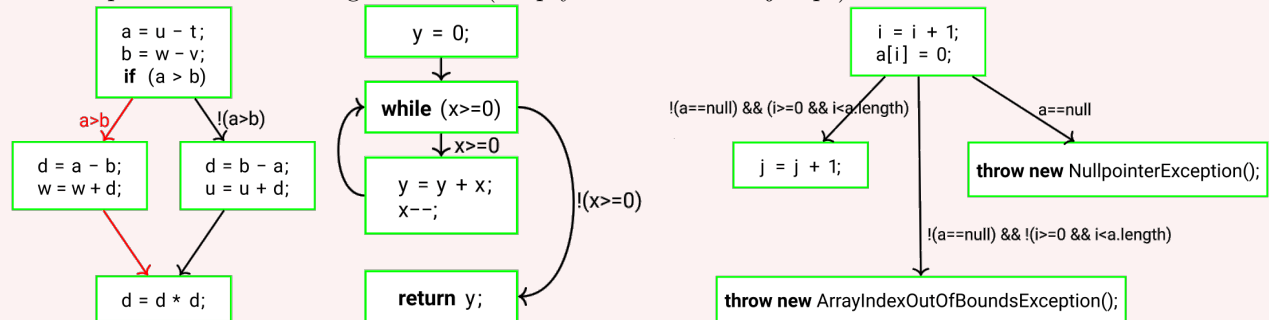 a = u - t;
b = w - v;
if (a > b)
a>b
!(a>b)
d = a - b;
w = w + d;
d = b - a;
u = u + d;
d = d * d;
y = 0;
while (x>=0)
x>=0
y = y + x;
x--;
!(x>=0)
return y;
i = i + 1;
a[i] = 0;
!(a==null) && (i>=0 && i<a.length)
a==null
j = j + 1;
throw new NullpointerException();
!(a==null) && !(i>=0 && i<a.length)
throw new ArrayIndexOutOfBoundsException();